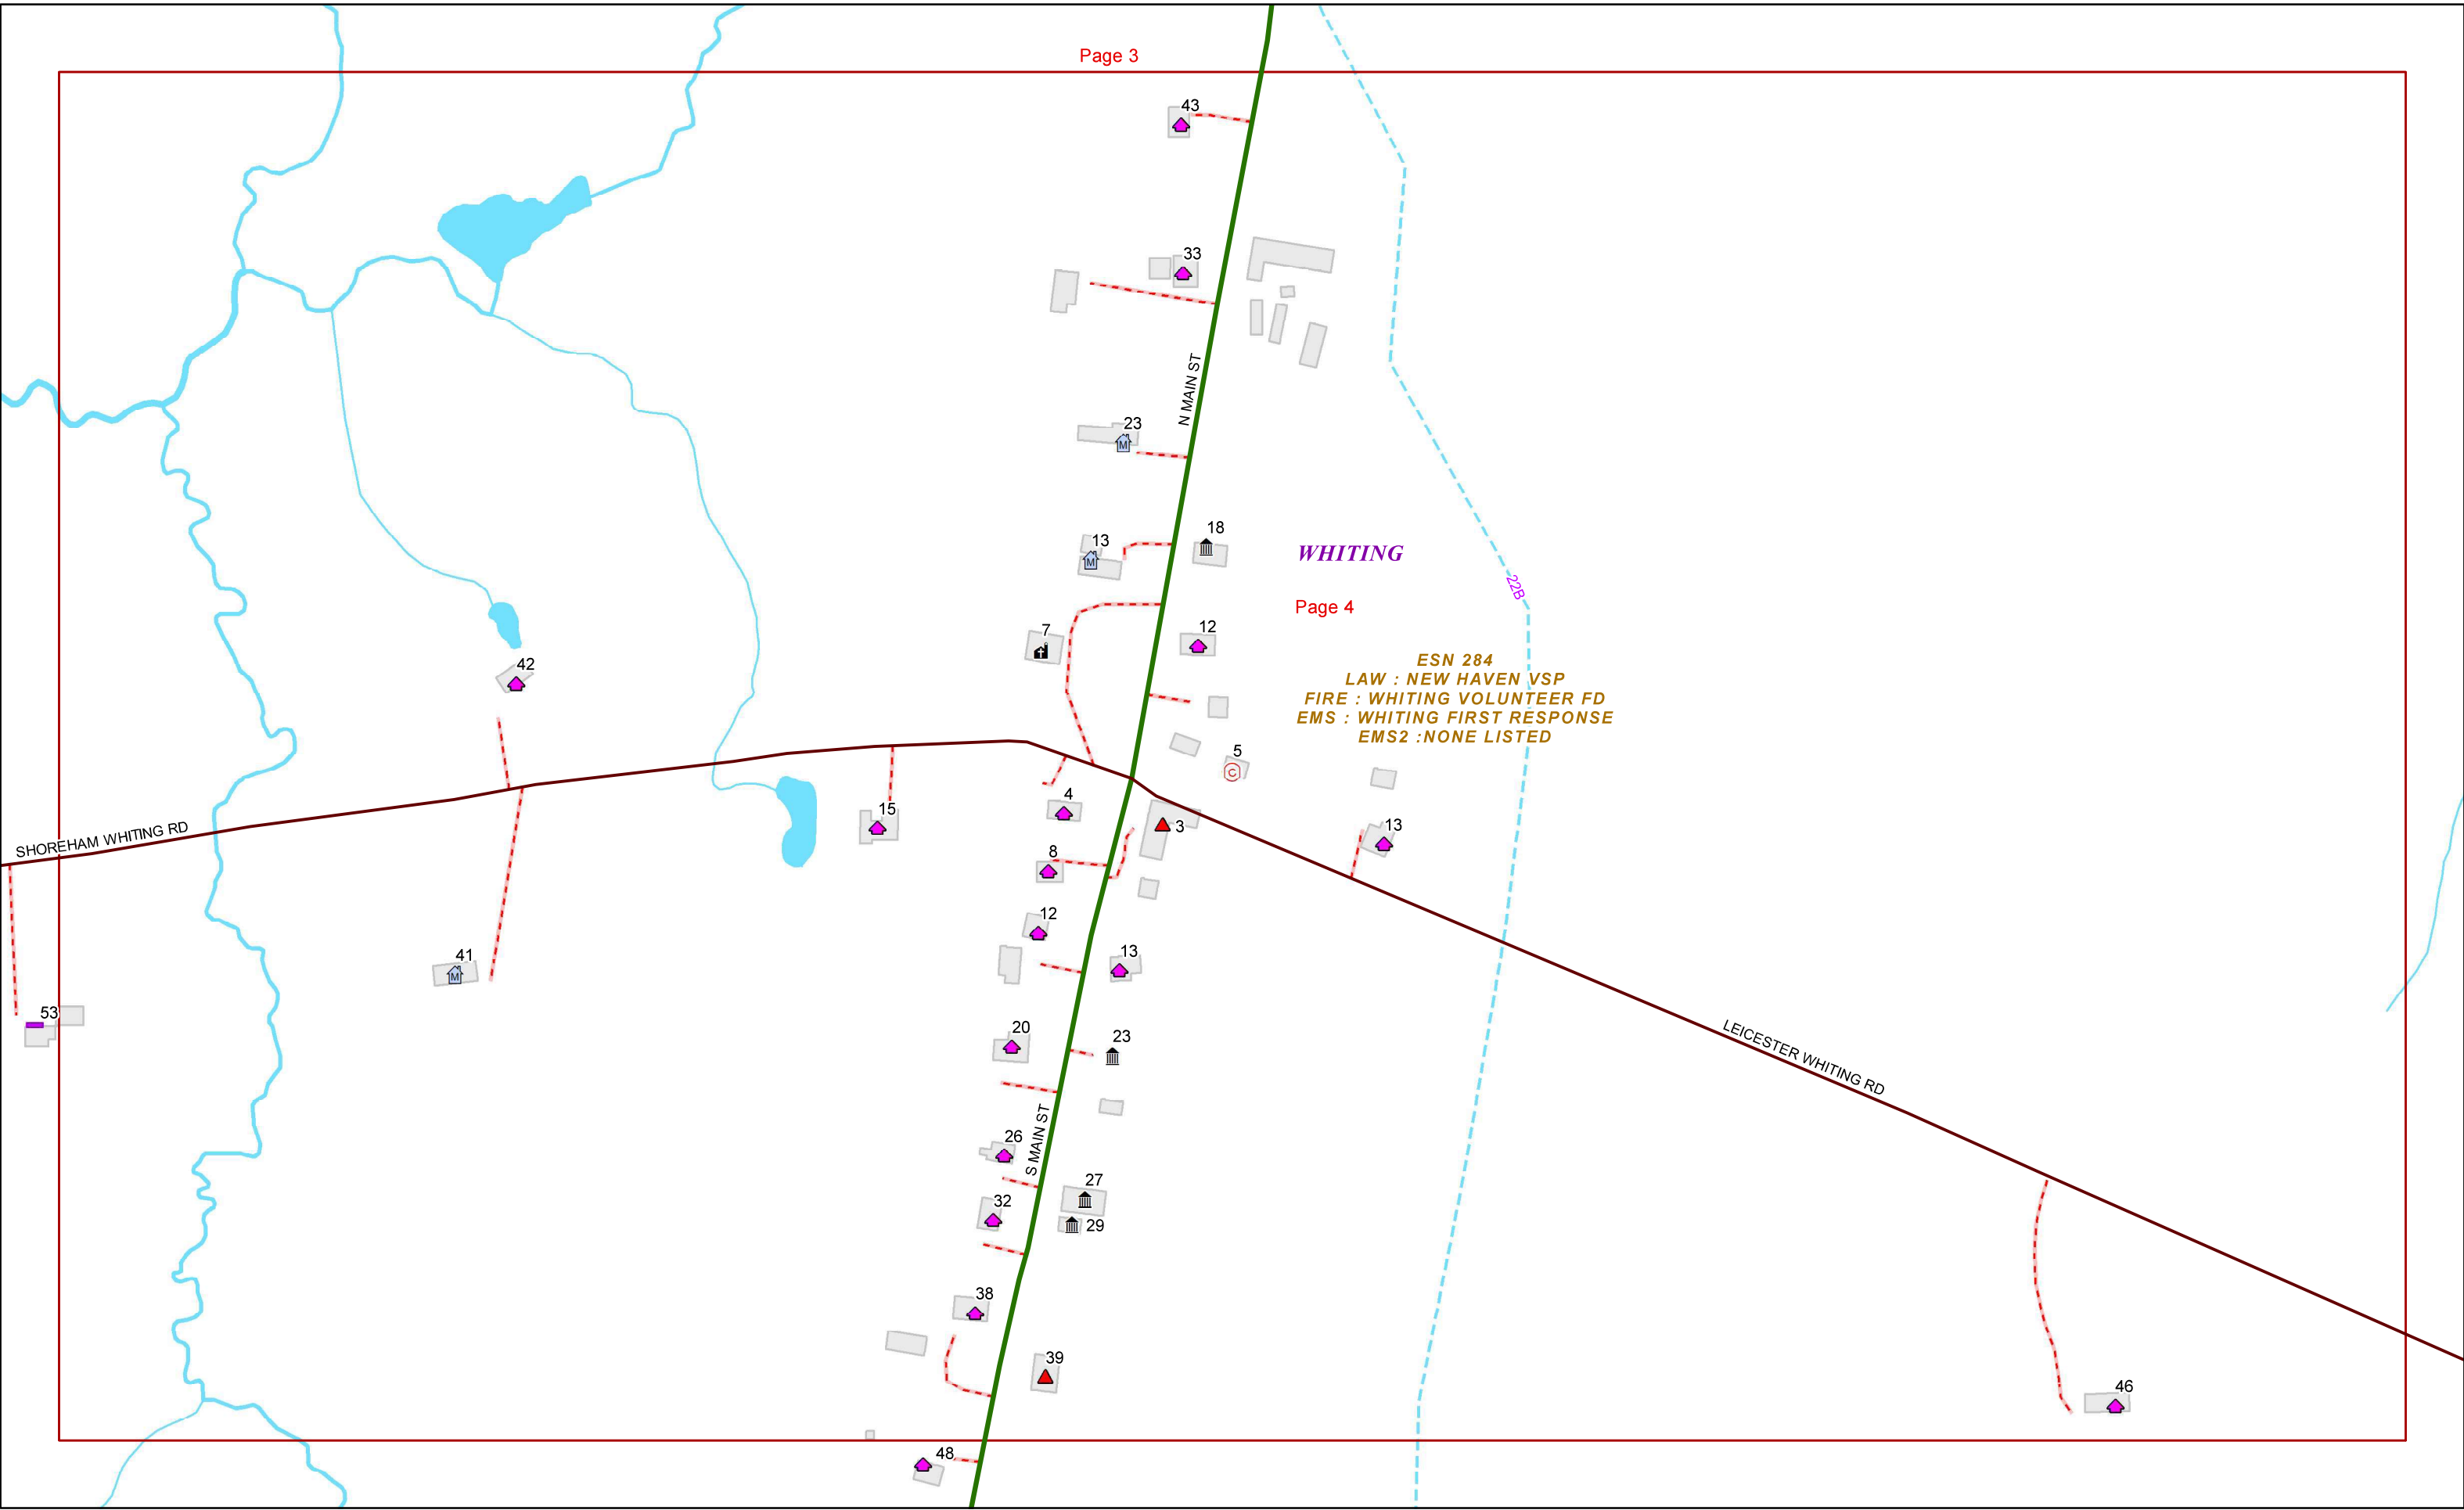 Page 3
43
33
N MAIN ST
23
M
18
13
M
WHITING
22B
Page 4
7
12
42
ESN 284
LAW : NEW HAVEN VSP
FIRE : WHITING VOLUNTEER FD
EMS : WHITING FIRST RESPONSE
EMS2 :NONE LISTED
5
C
4
15
3
13
SHOREHAM WHITING RD
8
12
13
41
M
53
20
23
LEICESTER WHITING RD
S MAIN ST
26
27
32
29
38
39
46
48